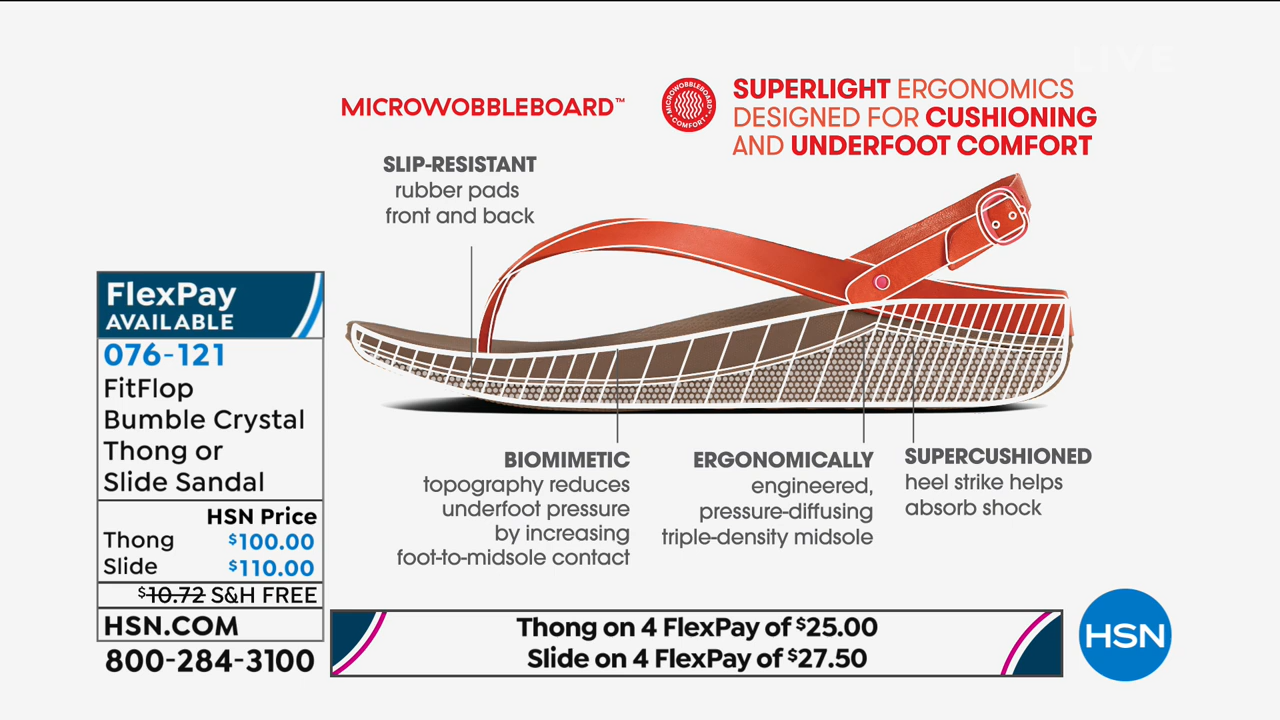 LIVE
MICROWOBBLEBOARD™
MICROWOBBLEBOARD™
COMFORT
SUPERLIGHT ERGONOMICS
DESIGNED FOR CUSHIONING
AND UNDERFOOT COMFORT
SLIP-RESISTANT
rubber pads
front and back
BIOMIMETIC
topography reduces
underfoot pressure
by increasing
foot-to-midsole contact
ERGONOMICALLY
engineered,
pressure-diffusing
triple-density midsole
SUPERCUSHIONED
heel strike helps
absorb shock
FlexPay
AVAILABLE
076-121
FitFlop
Bumble Crystal
Thong or
Slide Sandal
HSN Price
Thong $100.00
Slide $110.00
$10.72 S&H FREE
HSN.COM
800-284-3100
Thong on 4 FlexPay of $25.00
Slide on 4 FlexPay of $27.50
HSN